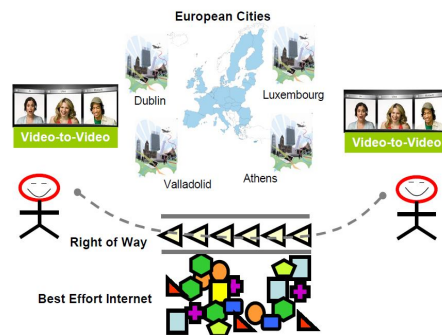 European Cities
Dublin
Luxembourg
Video-to-Video
Video-to-Video
Valladolid
Athens
Right of Way
Best Effort Internet